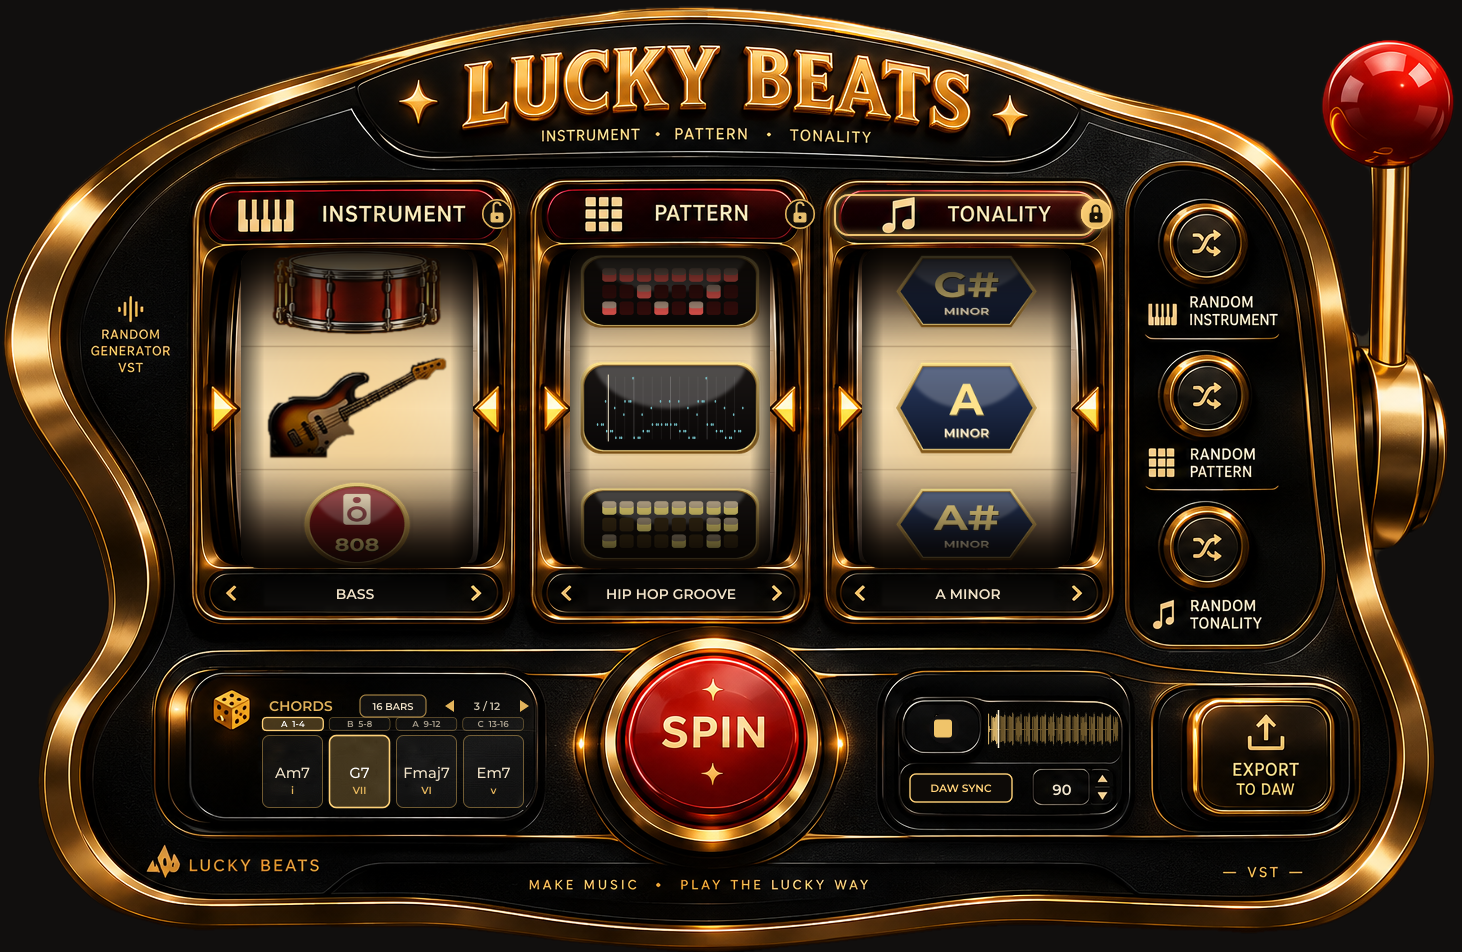 LUCKY BEATS
INSTRUMENT • PATTERN • TONALITY
INSTRUMENT
PATTERN
TONALITY
RANDOM
GENERATOR
VST
808
G#
MINOR
A
MINOR
A#
MINOR
RANDOM
INSTRUMENT
RANDOM
PATTERN
RANDOM
TONALITY
BASS
HIP HOP GROOVE
A MINOR
CHORDS
16 BARS
3 / 12
A 1-4
B 5-8
A 9-12
C 13-16
Am7
i
G7
VII
Fmaj7
VI
Em7
v
SPIN
DAW SYNC
90
EXPORT
TO DAW
LUCKY BEATS
MAKE MUSIC • PLAY THE LUCKY WAY
— VST —